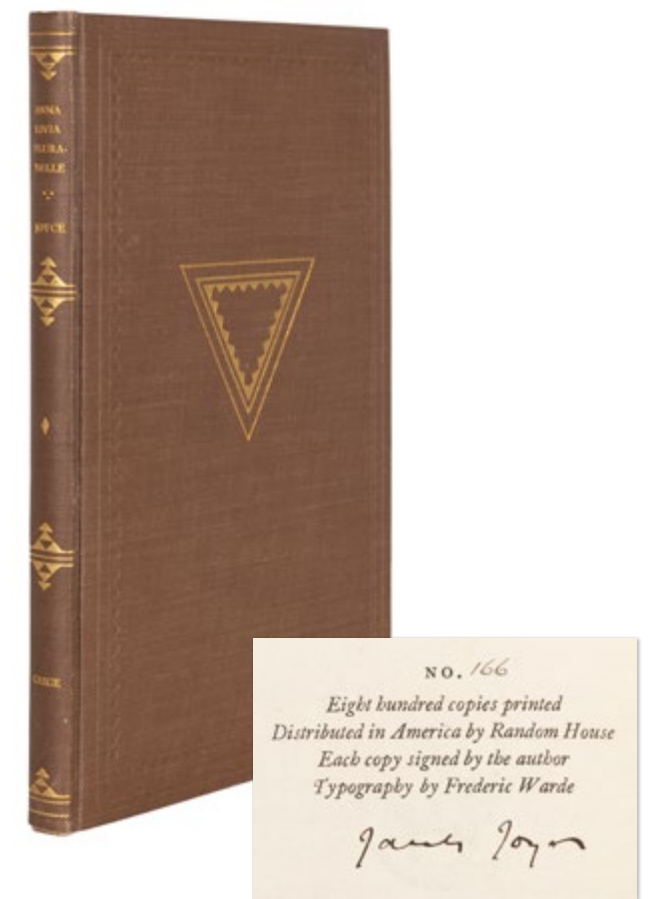 ANNA
LIVIA
PLURA-
BELLE
JOYCE
NO. 166
Eight hundred copies printed
Distributed in America by Random House
Each copy signed by the author
Typography by Frederic Warde
James Joyce